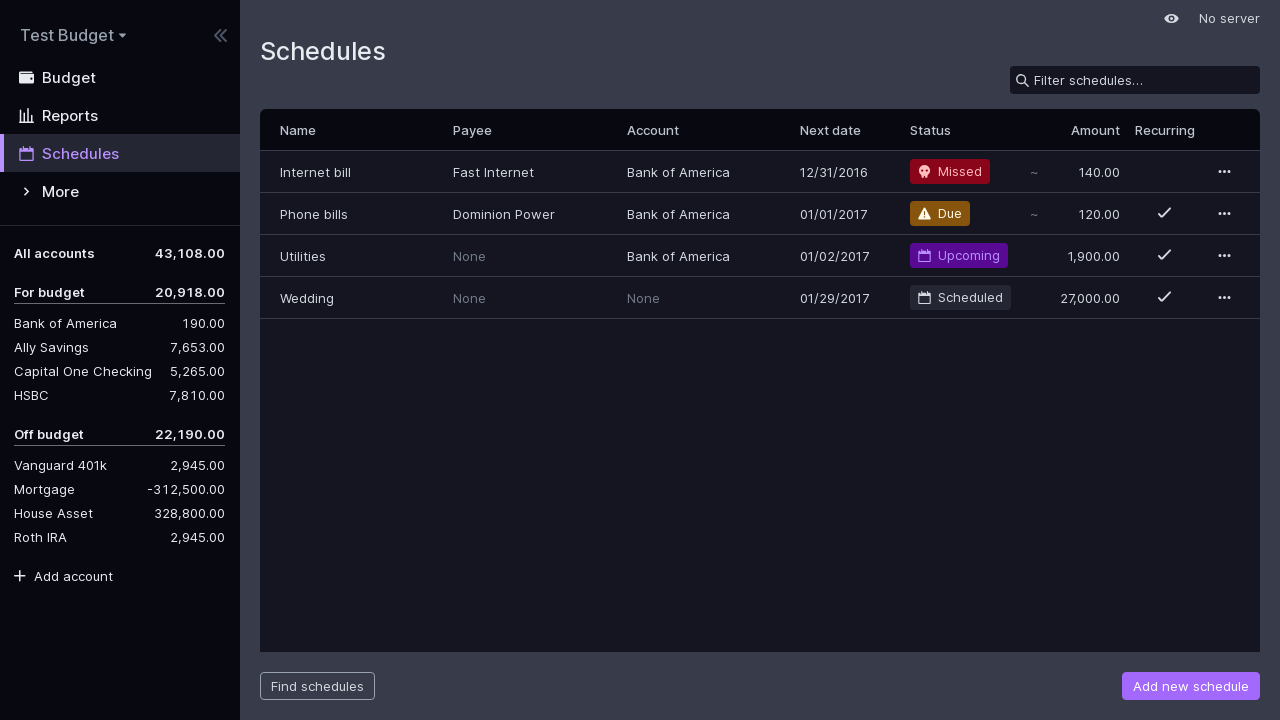 Test Budget
Budget
Reports
Schedules
More
All accounts 43,108.00
For budget 20,918.00
Bank of America 190.00
Ally Savings 7,653.00
Capital One Checking 5,265.00
HSBC 7,810.00
Off budget 22,190.00
Vanguard 401k 2,945.00
Mortgage -312,500.00
House Asset 328,800.00
Roth IRA 2,945.00
Add account
No server
Schedules
Filter schedules...
Name Payee Account Next date Status Amount Recurring
Internet bill Fast Internet Bank of America 12/31/2016 Missed ~ 140.00
Phone bills Dominion Power Bank of America 01/01/2017 Due ~ 120.00
Utilities None Bank of America 01/02/2017 Upcoming 1,900.00
Wedding None None 01/29/2017 Scheduled 27,000.00
Find schedules Add new schedule